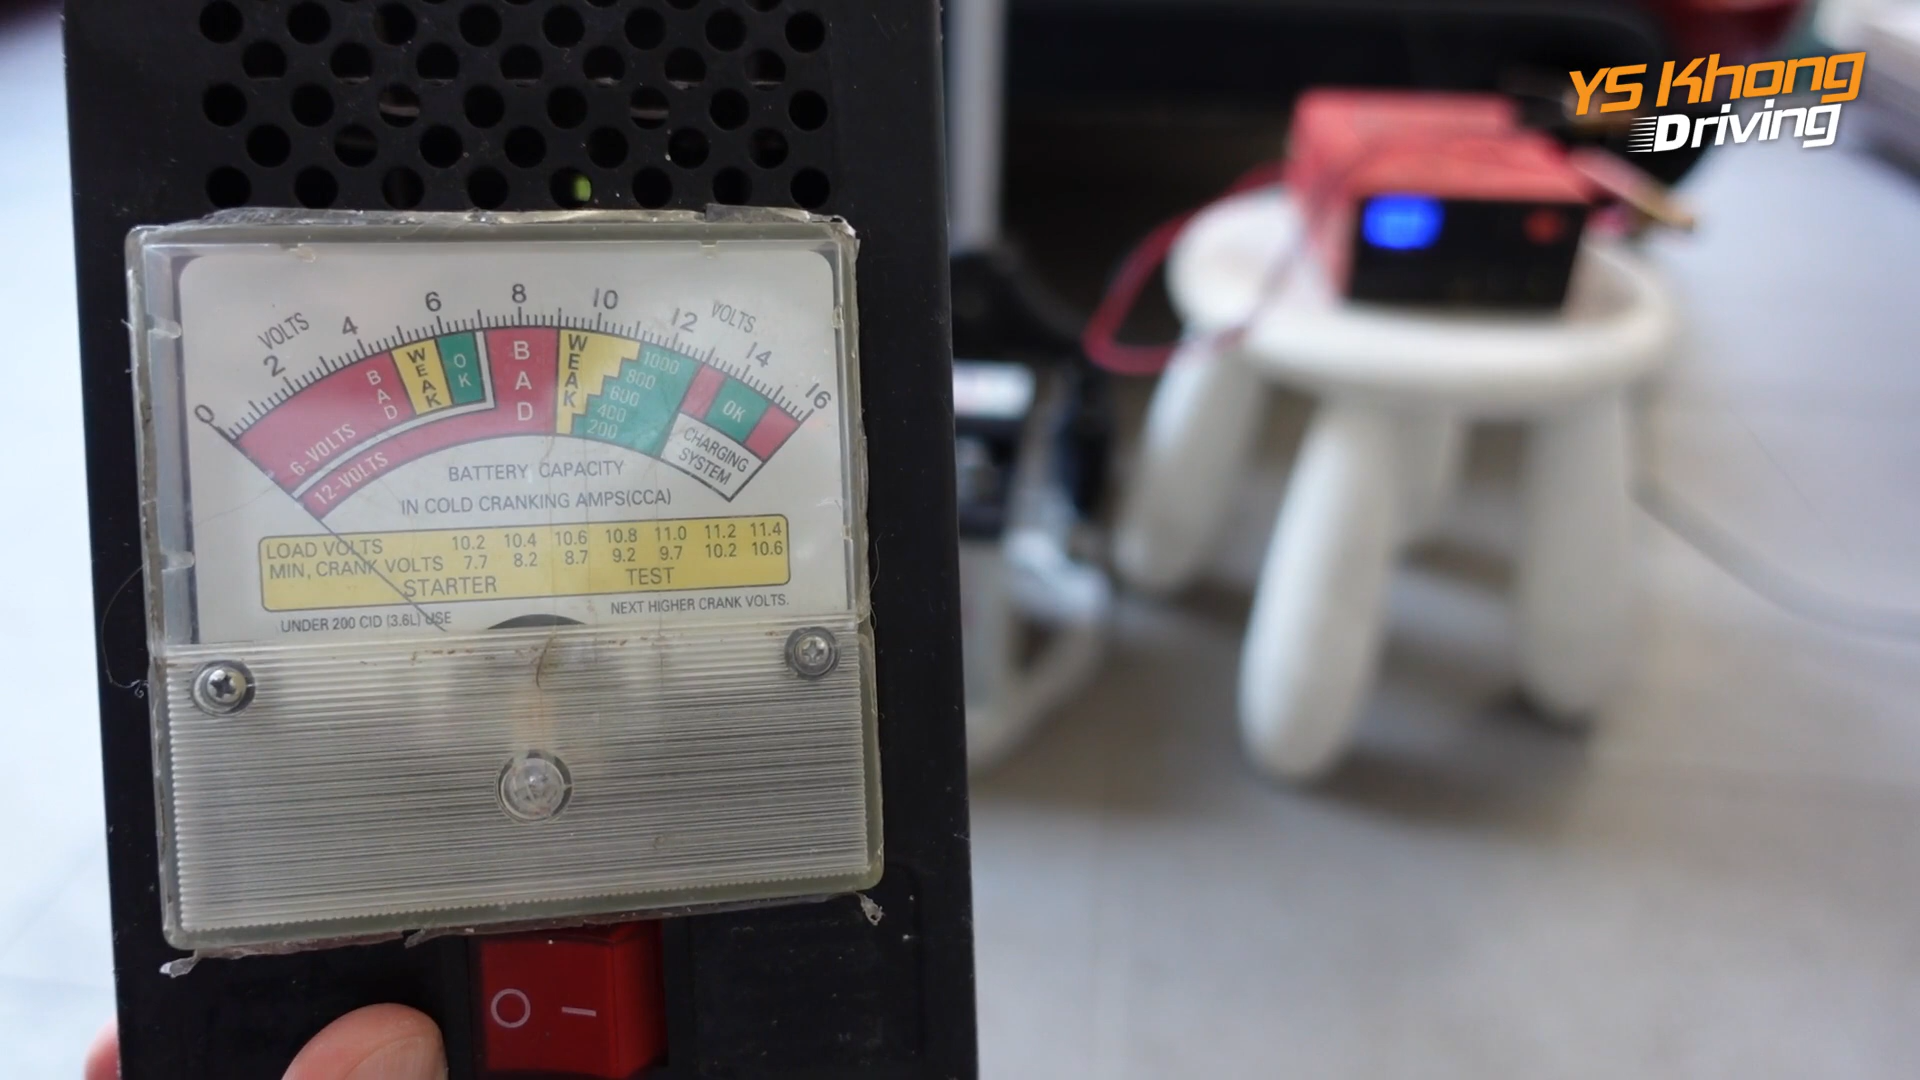 YS Khong
Driving
VOLTS
VOLTS
0 2 4 6 8 10 12 14 16
BAD
WEAK
OK
BAD
WEAK
1000
800
600
400
200
OK
6-VOLTS
12-VOLTS
CHARGING
SYSTEM
BATTERY CAPACITY
IN COLD CRANKING AMPS(CCA)
LOAD VOLTS 10.2 10.4 10.6 10.8 11.0 11.2 11.4
MIN, CRANK VOLTS 7.7 8.2 8.7 9.2 9.7 10.2 10.6
STARTER TEST
UNDER 200 CID (3.6L) USE NEXT HIGHER CRANK VOLTS.